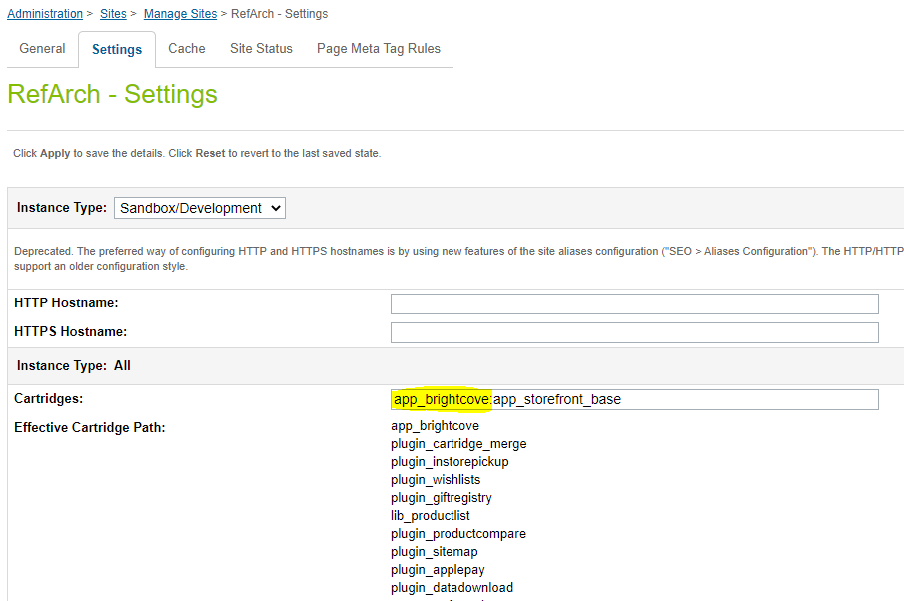 Administration > Sites > Manage Sites > RefArch - Settings
General Settings Cache Site Status Page Meta Tag Rules
RefArch - Settings
Click Apply to save the details. Click Reset to revert to the last saved state.
Instance Type: Sandbox/Development
Deprecated. The preferred way of configuring HTTP and HTTPS hostnames is by using new features of the site aliases configuration ("SEO > Aliases Configuration"). The HTTP/HTTP
support an older configuration style.
HTTP Hostname:
HTTPS Hostname:
Instance Type: All
Cartridges: app_brightcove:app_storefront_base
Effective Cartridge Path: app_brightcove
plugin_cartridge_merge
plugin_instorepickup
plugin_wishlists
plugin_giftregistry
lib_productlist
plugin_productcompare
plugin_sitemap
plugin_applepay
plugin_datadownload